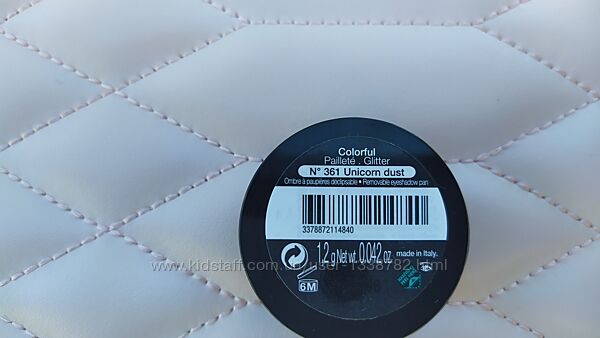 Colorful
Pailleté . Glitter
N° 361 Unicorn dust
Ombre à paupières déclipsable • Removable eyeshadow pan
3378872114840
1.2 g Net wt. 0.042 oz.
made in Italy.
6M